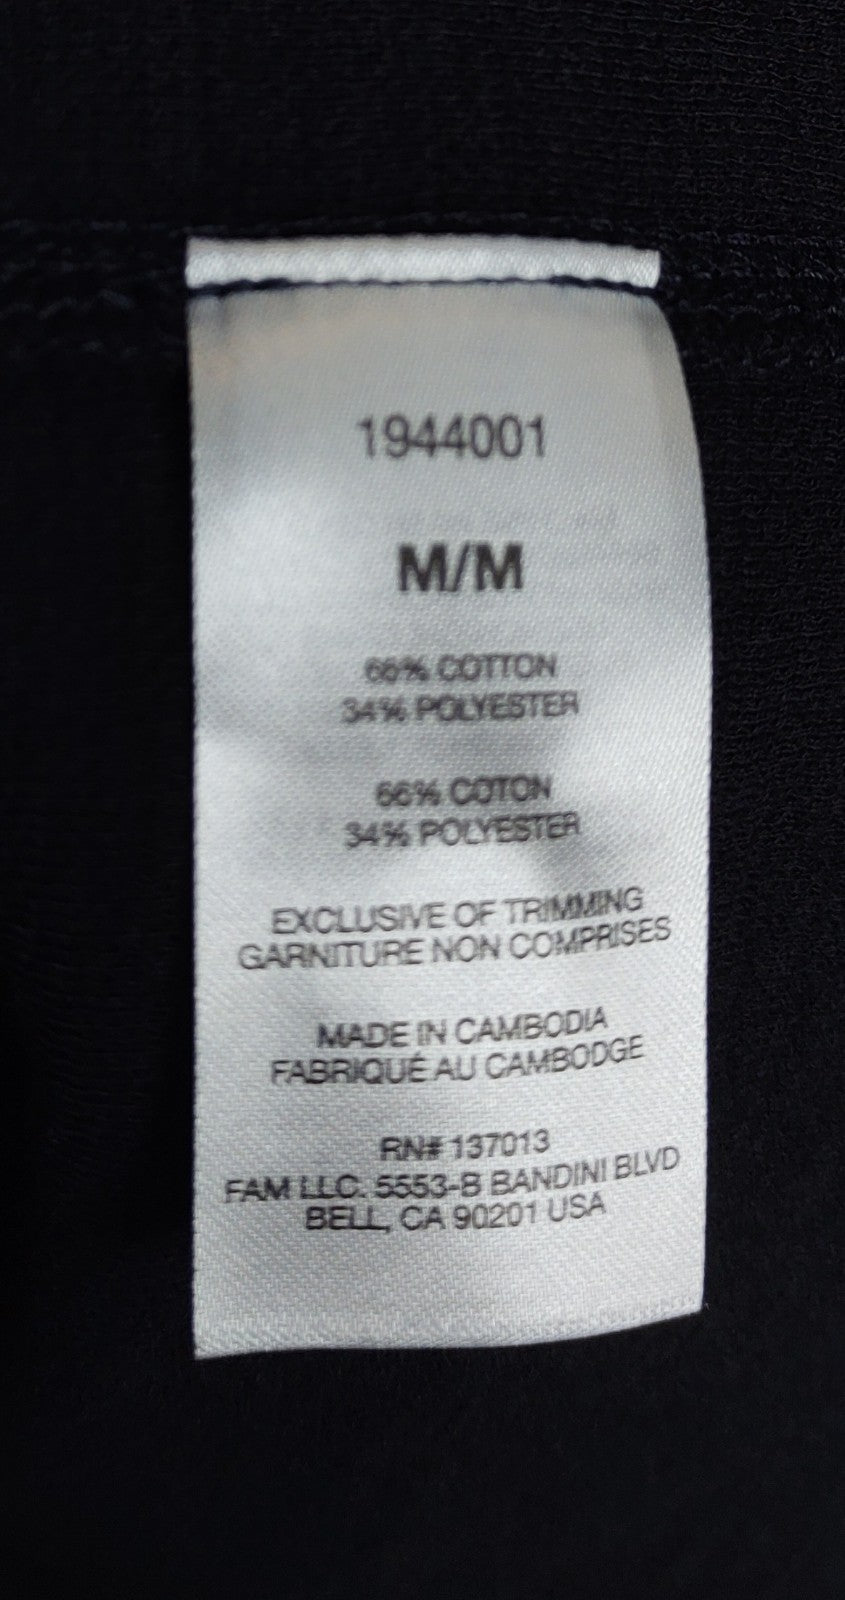 1944001
M/M
66% COTTON
34% POLYESTER
66% COTON
34% POLYESTER
EXCLUSIVE OF TRIMMING
GARNITURE NON COMPRISES
MADE IN CAMBODIA
FABRIQUÉ AU CAMBODGE
RN# 137013
FAM LLC. 5553-B BANDINI BLVD
BELL, CA 90201 USA